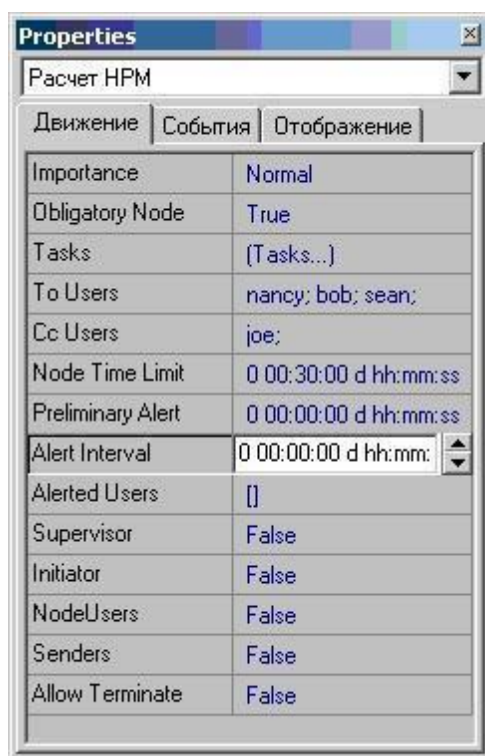 Properties
Расчет НРМ
Движение События Отображение
Importance Normal
Obligatory Node True
Tasks (Tasks...)
To Users nancy; bob; sean;
Cc Users joe;
Node Time Limit 0 00:30:00 d hh:mm:ss
Preliminary Alert 0 00:00:00 d hh:mm:ss
Alert Interval 0 00:00:00 d hh:mm:
Alerted Users []
Supervisor False
Initiator False
NodeUsers False
Senders False
Allow Terminate False